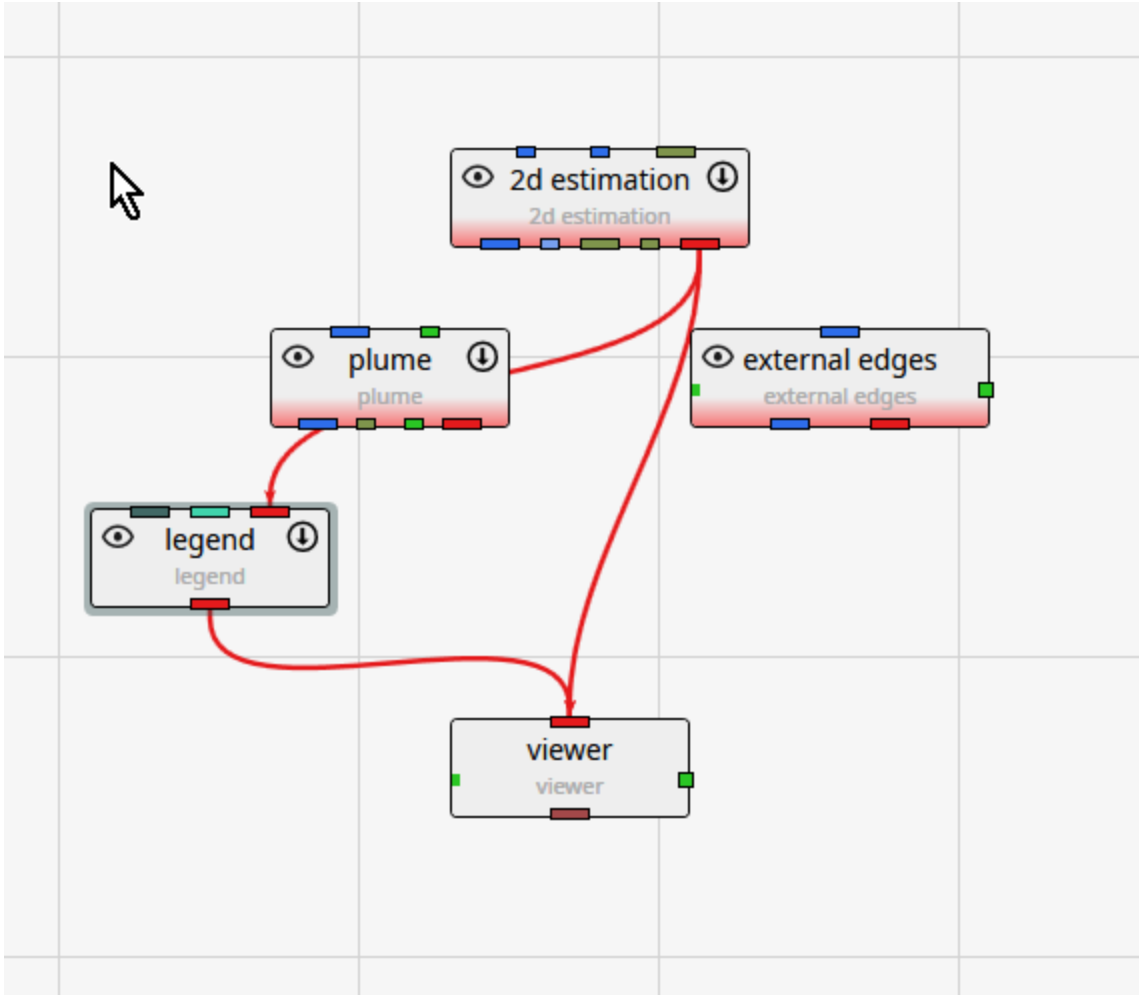 2d estimation
2d estimation
plume
plume
external edges
external edges
legend
legend
viewer
viewer